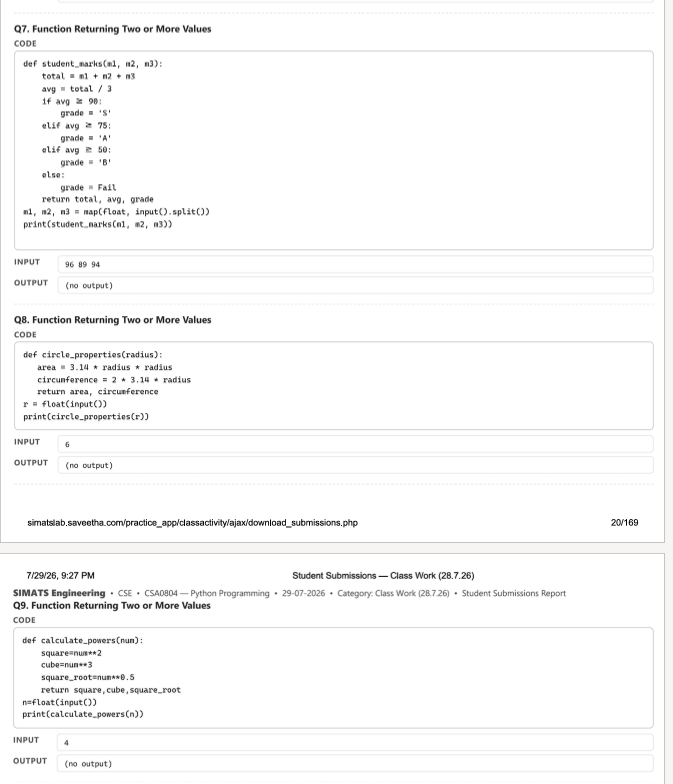 Q7. Function Returning Two or More Values
CODE
def student_marks(m1, m2, m3):
    total = m1 + m2 + m3
    avg = total / 3
    if avg ≥ 90:
        grade = 'S'
    elif avg ≥ 75:
        grade = 'A'
    elif avg ≥ 50:
        grade = 'B'
    else:
        grade = Fail
    return total, avg, grade
m1, m2, m3 = map(float, input().split())
print(student_marks(m1, m2, m3))
INPUT 96 89 94
OUTPUT (no output)
Q8. Function Returning Two or More Values
CODE
def circle_properties(radius):
    area = 3.14 * radius * radius
    circumference = 2 * 3.14 * radius
    return area, circumference
r = float(input())
print(circle_properties(r))
INPUT 6
OUTPUT (no output)
simatslab.saveetha.com/practice_app/classactivity/ajax/download_submissions.php 20/169
7/29/26, 9:27 PM Student Submissions — Class Work (28.7.26)
SIMATS Engineering • CSE • CSA0804 — Python Programming • 29-07-2026 • Category: Class Work (28.7.26) • Student Submissions Report
Q9. Function Returning Two or More Values
CODE
def calculate_powers(num):
    square=num**2
    cube=num**3
    square_root=num**0.5
    return square,cube,square_root
n=float(input())
print(calculate_powers(n))
INPUT 4
OUTPUT (no output)